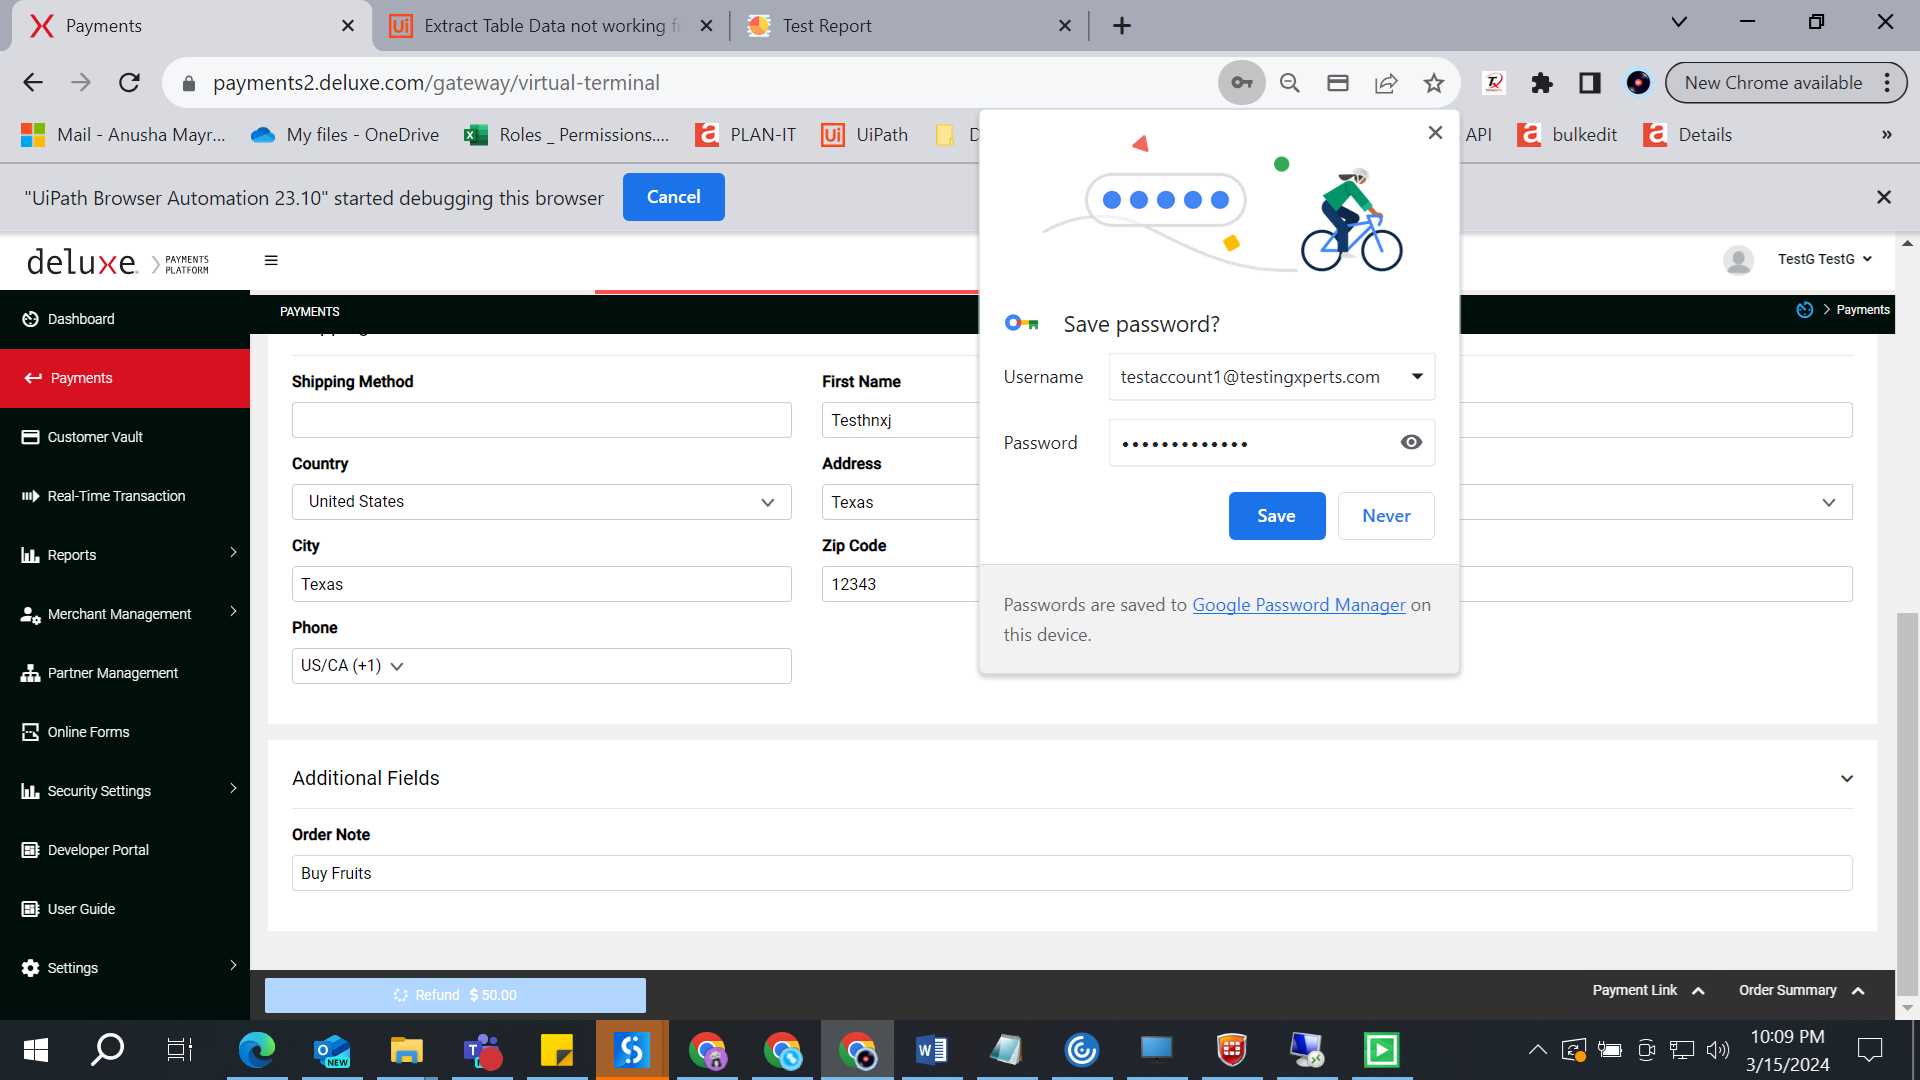 Payments
Extract Table Data not working f
Test Report
payments2.deluxe.com/gateway/virtual-terminal
New Chrome available
Mail - Anusha Mayr...
My files - OneDrive
Roles _ Permissions....
PLAN-IT
UiPath
API
bulkedit
Details
»
"UiPath Browser Automation 23.10" started debugging this browser
Cancel
deluxe.
PAYMENTS
PLATFORM
TestG TestG
Dashboard
Payments
Customer Vault
Real-Time Transaction
Reports
Merchant Management
Partner Management
Online Forms
Security Settings
Developer Portal
User Guide
Settings
PAYMENTS
Payments
Shipping Method
First Name
Testhnxj
Country
Address
United States
Texas
City
Zip Code
Texas
12343
Phone
US/CA (+1)
Save password?
Username
testaccount1@testingxperts.com
Password
•••••••••••••
Save
Never
Passwords are saved to Google Password Manager on
this device.
Additional Fields
Order Note
Buy Fruits
Refund $ 50.00
Payment Link
Order Summary
NEW
10:09 PM
3/15/2024